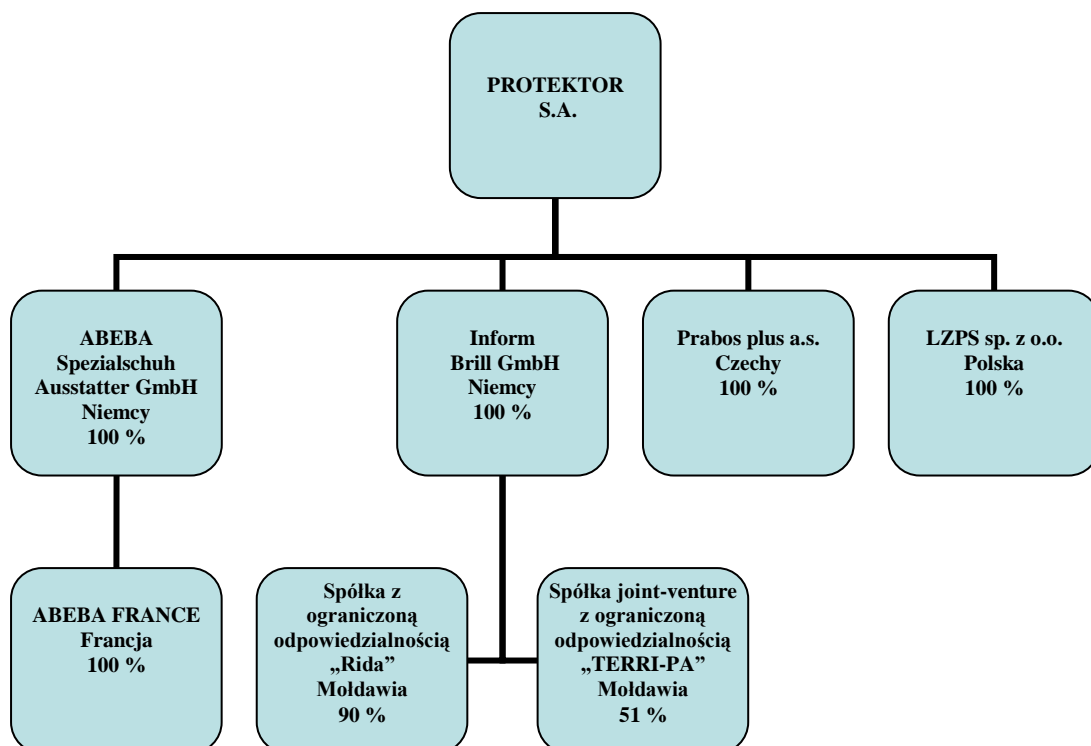 PROTEKTOR
S.A.
ABEBA
Spezialschuh
Ausstatter GmbH
Niemcy
100 %
Inform
Brill GmbH
Niemcy
100 %
Prabos plus a.s.
Czechy
100 %
LZPS sp. z o.o.
Polska
100 %
ABEBA FRANCE
Francja
100 %
Spółka z
ograniczoną
odpowiedzialnością
„Rida”
Mołdawia
90 %
Spółka joint-venture
z ograniczoną
odpowiedzialnością
„TERRI-PA”
Mołdawia
51 %